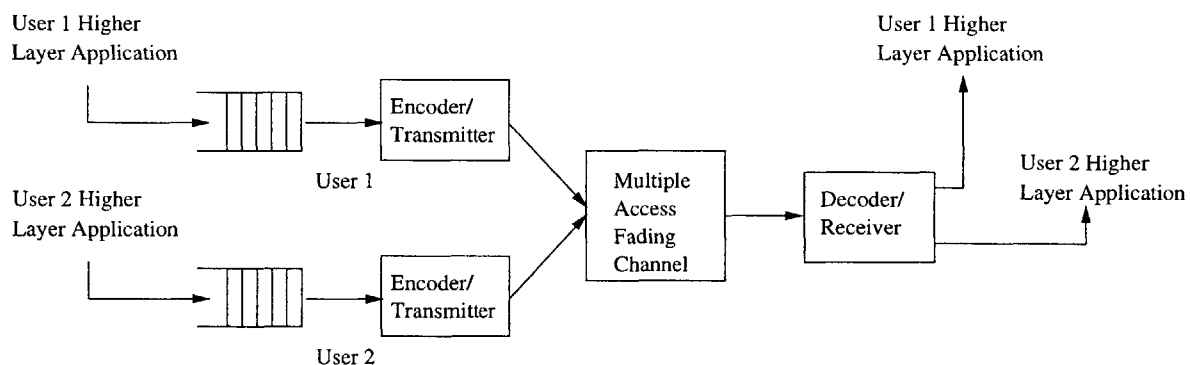 User 1 Higher
Layer Application
Encoder/
Transmitter
User 1
User 2 Higher
Layer Application
Encoder/
Transmitter
User 2
Multiple
Access
Fading
Channel
Decoder/
Receiver
User 1 Higher
Layer Application
User 2 Higher
Layer Application